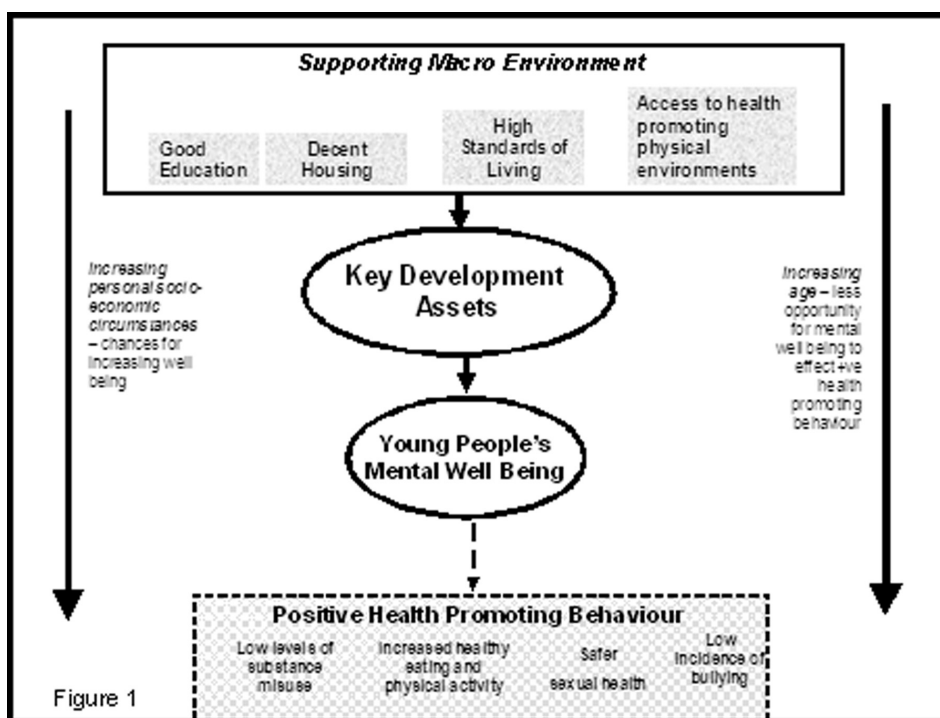 Supporting Macro Environment
Good
Education
Decent
Housing
High
Standards of
Living
Access to health
promoting
physical
environments
Key Development
Assets
Increasing
personal socio-
economic
circumstances
– chances for
increasing well
being
Increasing
age – less
opportunity
for mental
well being to
effect +ve
health
promoting
behaviour
Young People's
Mental Well Being
Positive Health Promoting Behaviour
Low levels of
substance
misuse
Increased healthy
eating and
physical activity
Safer
sexual health
Low
incidence of
bullying
Figure 1